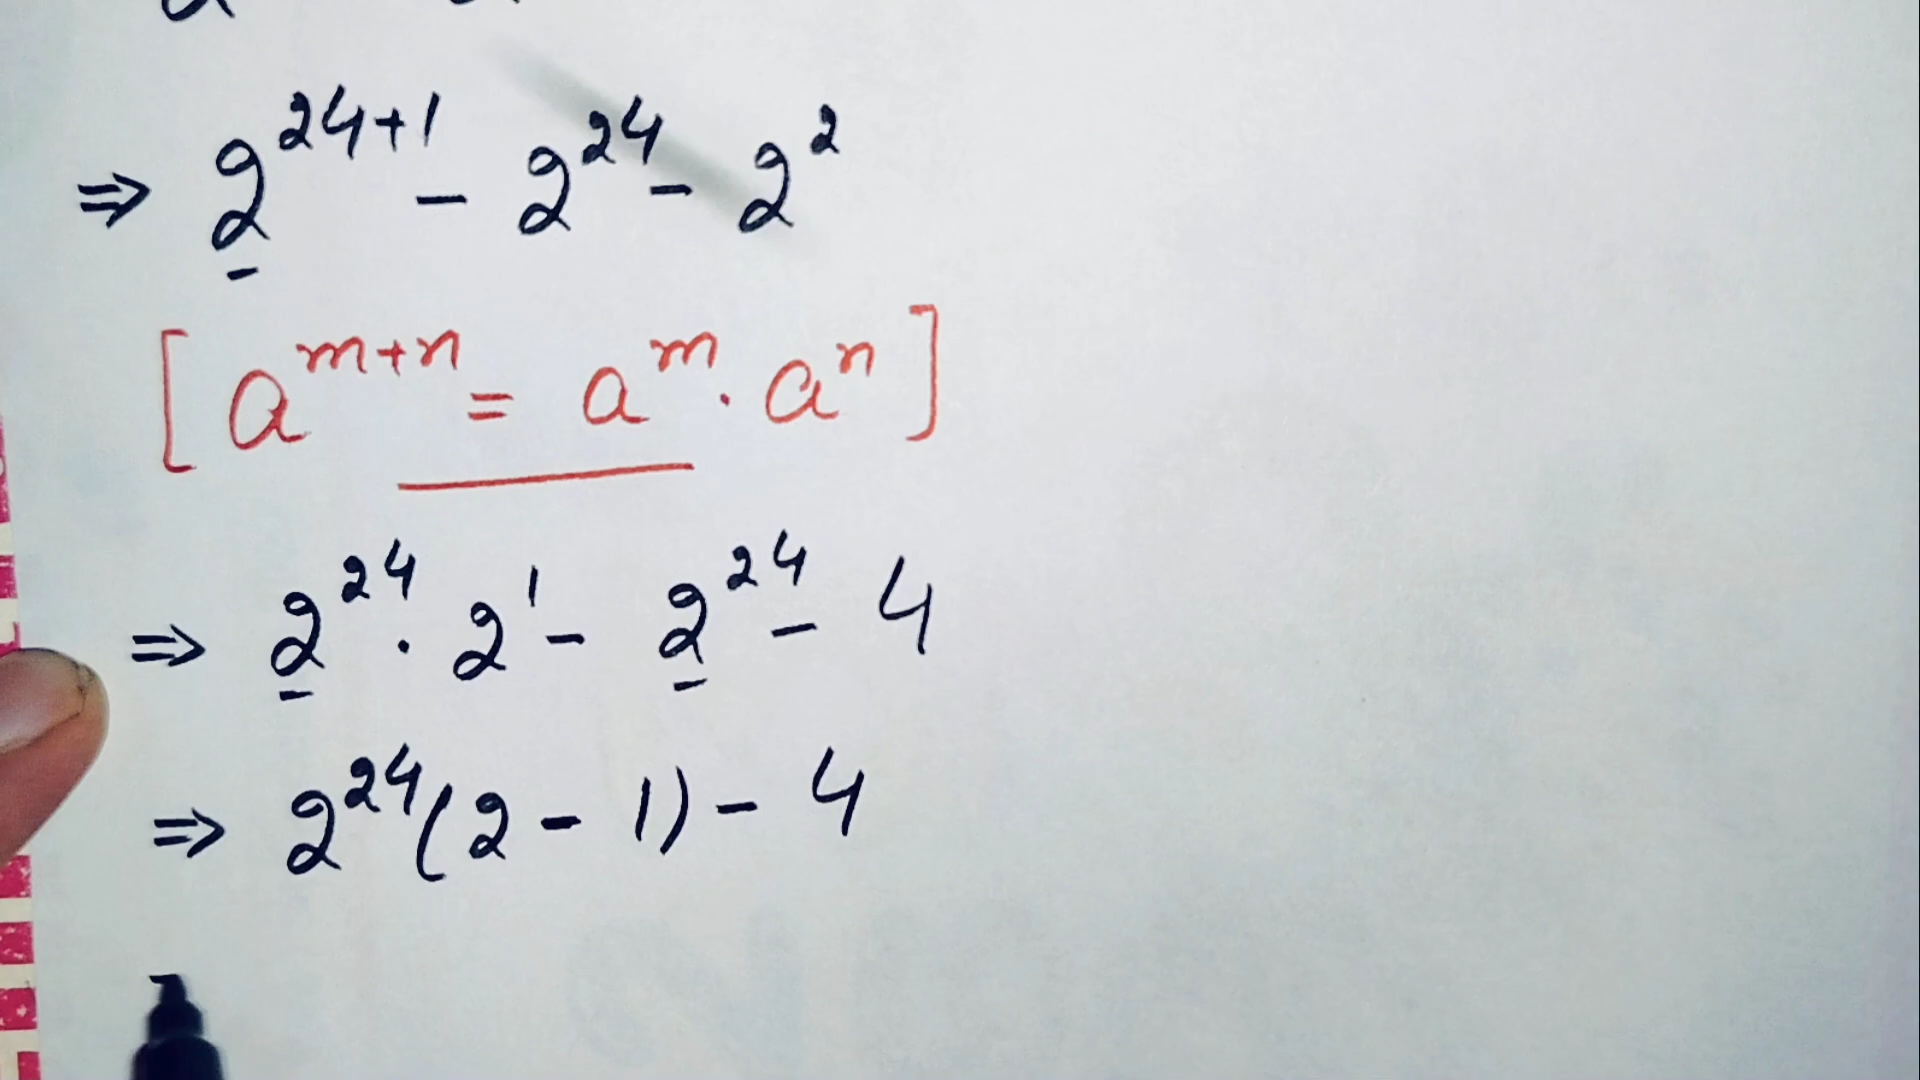 ⇒ 2^{24+1} - 2^{24} - 2^2
[a^{m+n} = a^m · a^n]
⇒ 2^{24} · 2^1 - 2^{24} - 4
⇒ 2^{24}(2 - 1) - 4